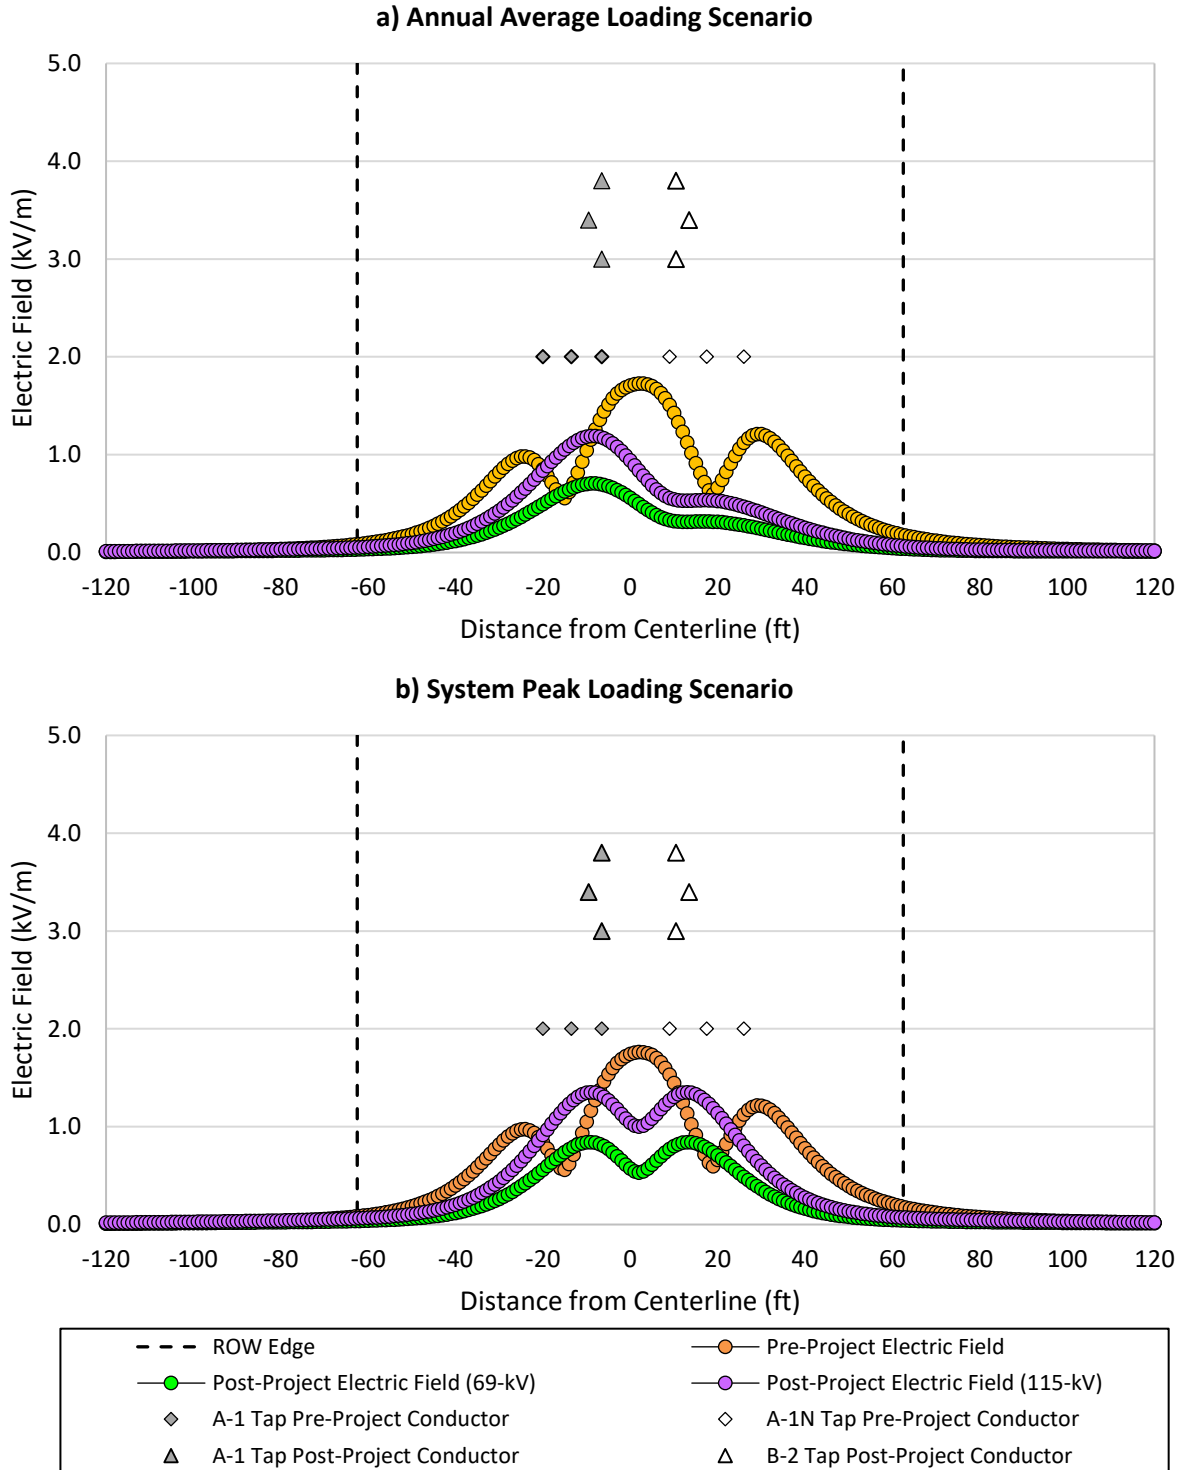 a) Annual Average Loading Scenario
5.0
4.0
3.0
2.0
1.0
0.0
Electric Field (kV/m)
-120 -100 -80 -60 -40 -20 0 20 40 60 80 100 120
Distance from Centerline (ft)
b) System Peak Loading Scenario
5.0
4.0
3.0
2.0
1.0
0.0
Electric Field (kV/m)
-120 -100 -80 -60 -40 -20 0 20 40 60 80 100 120
Distance from Centerline (ft)
ROW Edge Pre-Project Electric Field
Post-Project Electric Field (69-kV) Post-Project Electric Field (115-kV)
A-1 Tap Pre-Project Conductor A-1N Tap Pre-Project Conductor
A-1 Tap Post-Project Conductor B-2 Tap Post-Project Conductor